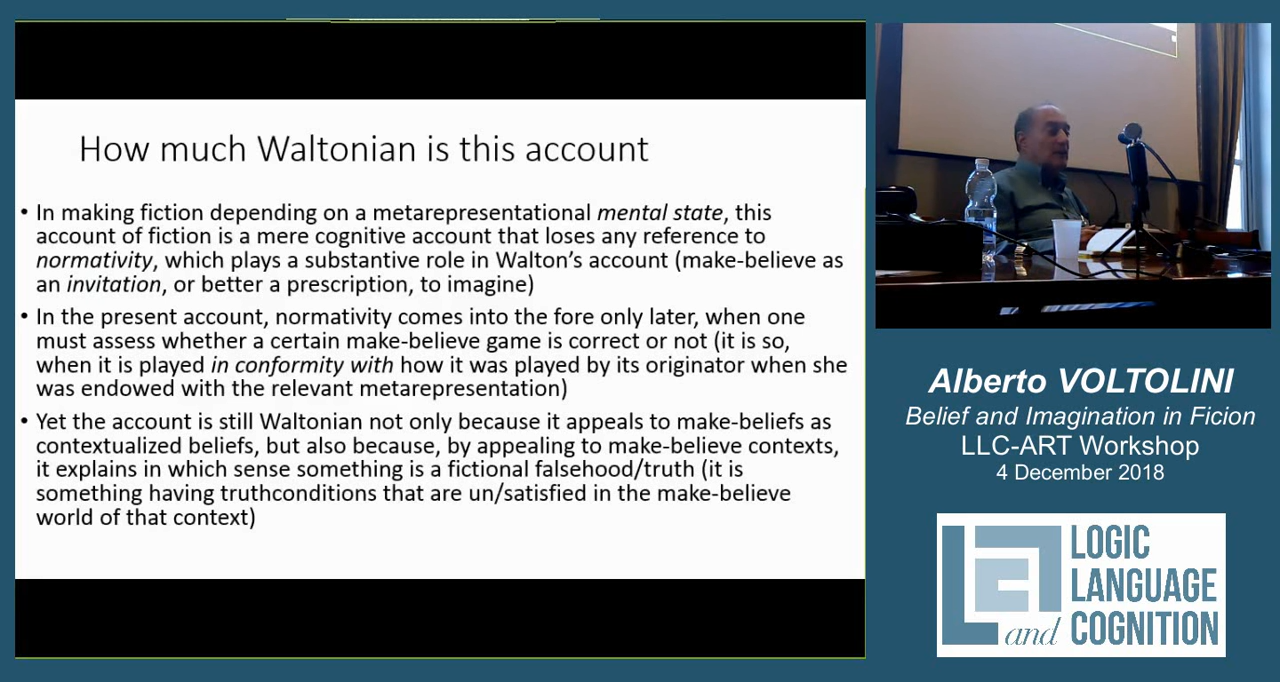 How much Waltonian is this account
• In making fiction depending on a metarepresentational mental state, this
account of fiction is a mere cognitive account that loses any reference to
normativity, which plays a substantive role in Walton's account (make-believe as
an invitation, or better a prescription, to imagine)
• In the present account, normativity comes into the fore only later, when one
must assess whether a certain make-believe game is correct or not (it is so,
when it is played in conformity with how it was played by its originator when she
was endowed with the relevant metarepresentation)
• Yet the account is still Waltonian not only because it appeals to make-beliefs as
contextualized beliefs, but also because, by appealing to make-believe contexts,
it explains in which sense something is a fictional falsehood/truth (it is
something having truthconditions that are un/satisfied in the make-believe
world of that context)
Alberto VOLTOLINI
Belief and Imagination in Ficion
LLC-ART Workshop
4 December 2018
LOGIC
LANGUAGE
and COGNITION